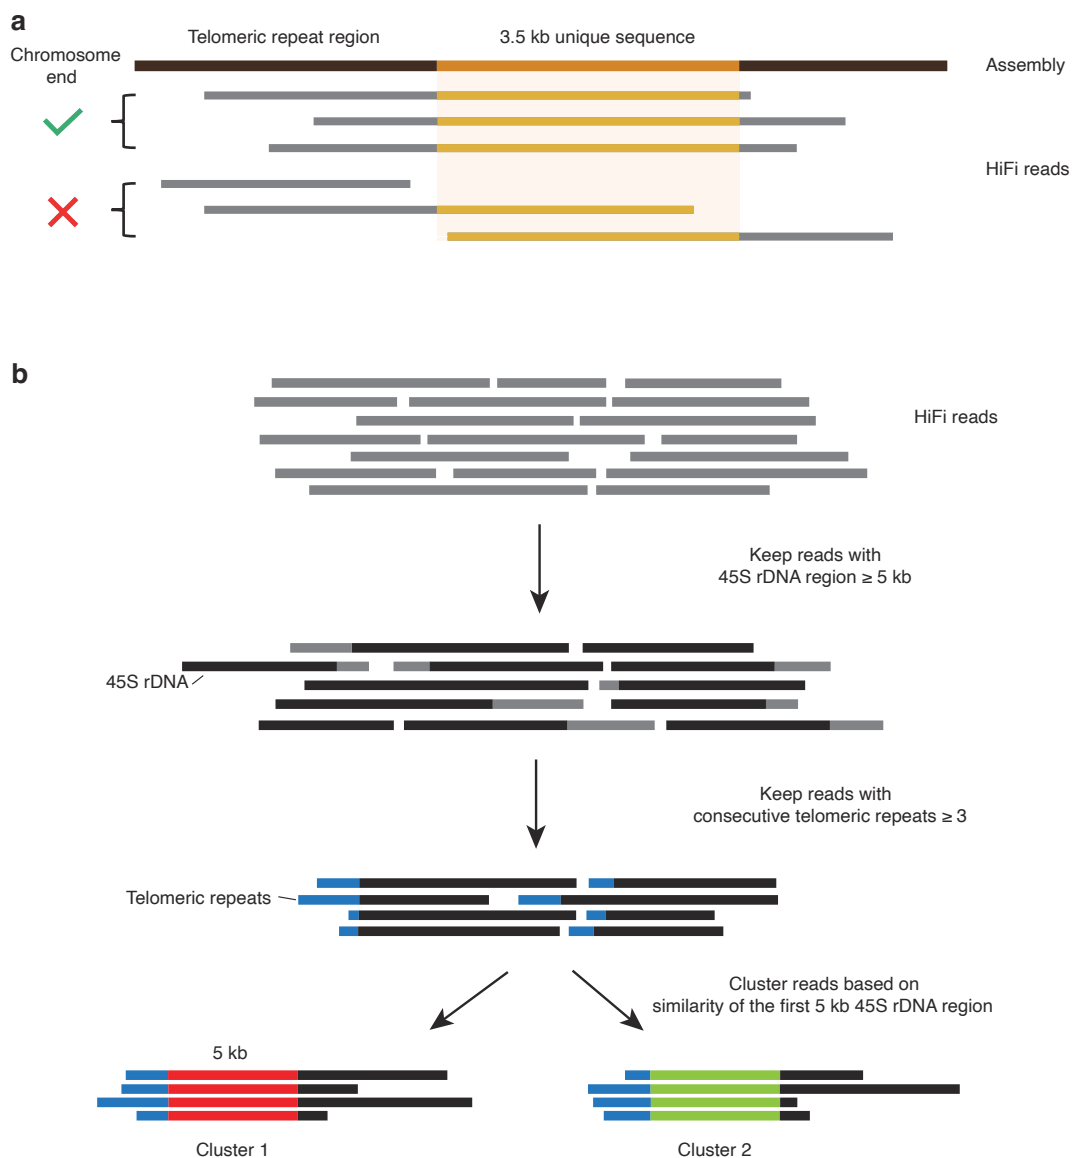 a
Telomeric repeat region
3.5 kb unique sequence
Chromosome
end
Assembly
HiFi reads
b
HiFi reads
Keep reads with
45S rDNA region ≥ 5 kb
45S rDNA
Keep reads with
consecutive telomeric repeats ≥ 3
Telomeric repeats
Cluster reads based on
similarity of the first 5 kb 45S rDNA region
5 kb
Cluster 1
Cluster 2